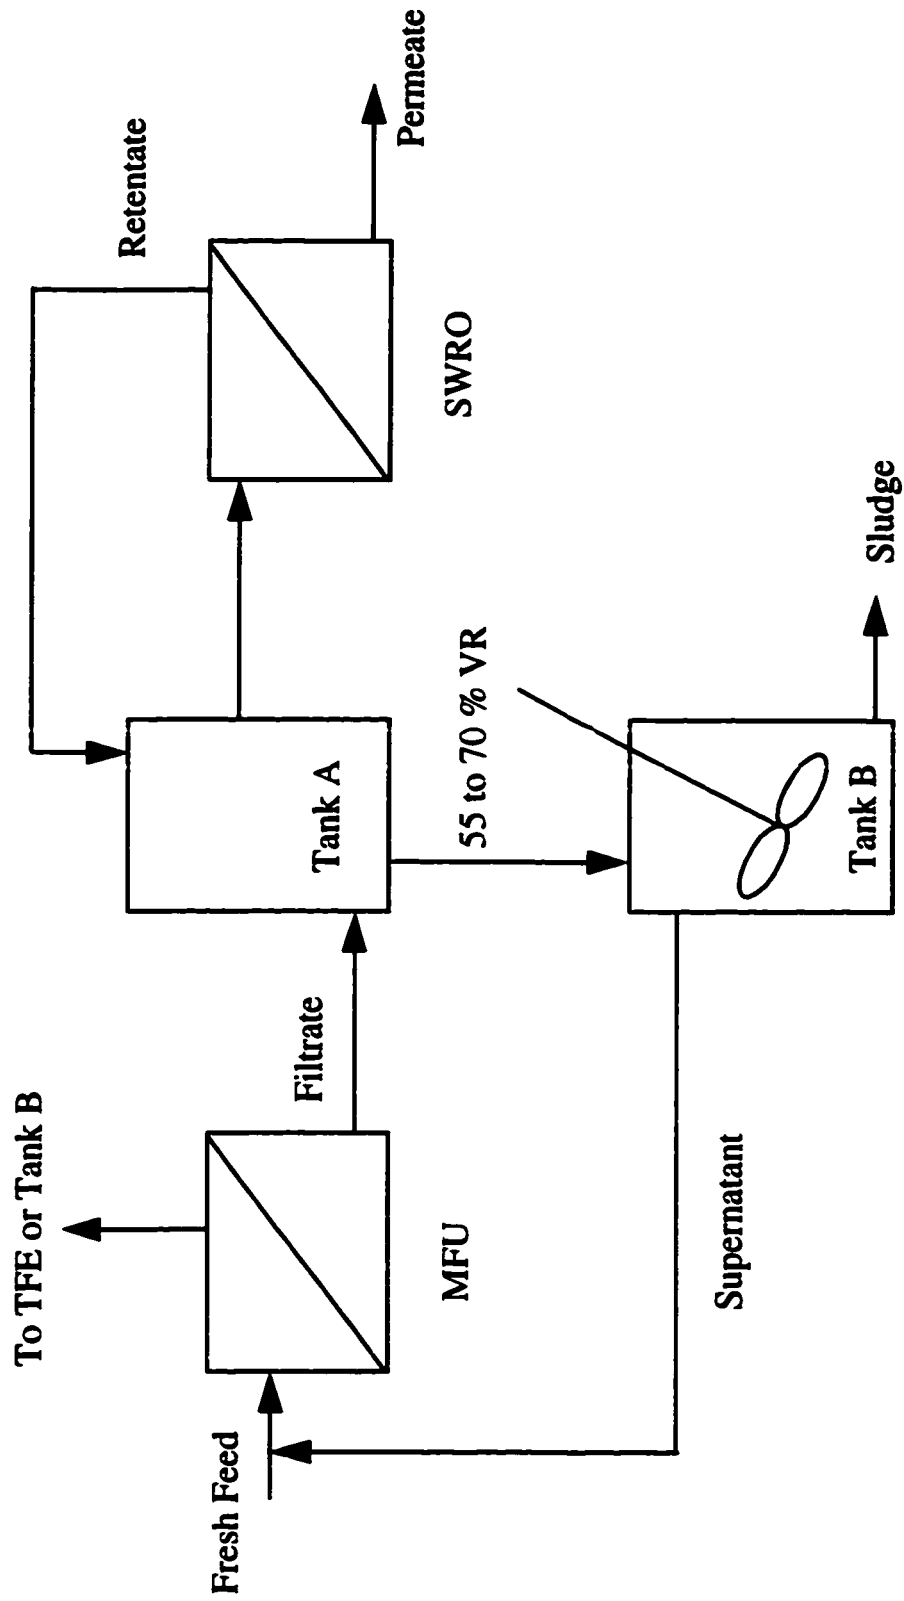 To TFE or Tank B
Retentate
Fresh Feed
Filtrate
Tank A
Permeate
MFU
SWRO
55 to 70 % VR
Supernatant
Tank B
Sludge